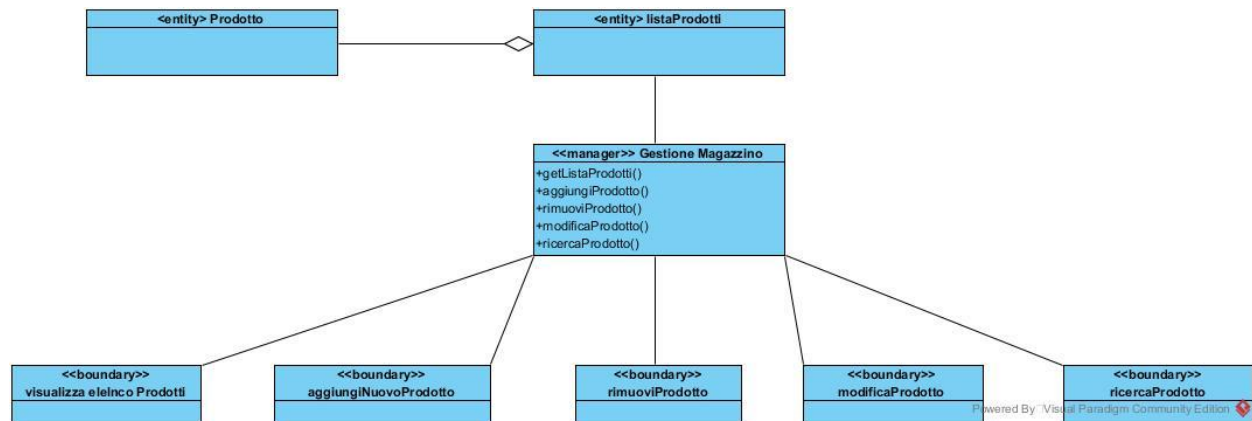 <entity> Prodotto
<entity> listaProdotti
<<manager>> Gestione Magazzino
+getListaProdotti()
+aggiungiProdotto()
+rimuoviProdotto()
+modificaProdotto()
+ricercaProdotto()
<<boundary>>
visualizza eleInco Prodotti
<<boundary>>
aggiungiNuovoProdotto
<<boundary>>
rimuoviProdotto
<<boundary>>
modificaProdotto
<<boundary>>
ricercaProdotto
Powered By Visual Paradigm Community Edition